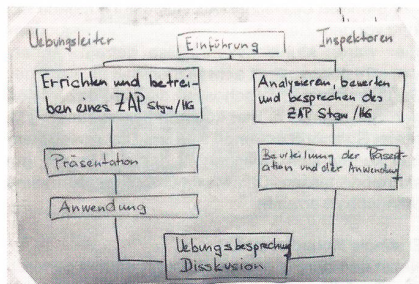 Uebungsleiter
Einführung
Inspektoren
Errichten und betrei-
ben eines ZAP Stgw/HG
Analysieren, bewerten
und besprechen des
ZAP Stgw/HG
Präsentation
Beurteilung der Präsent-
ation und der Anwendung
Anwendung
Uebungsbesprechung
Disskusion